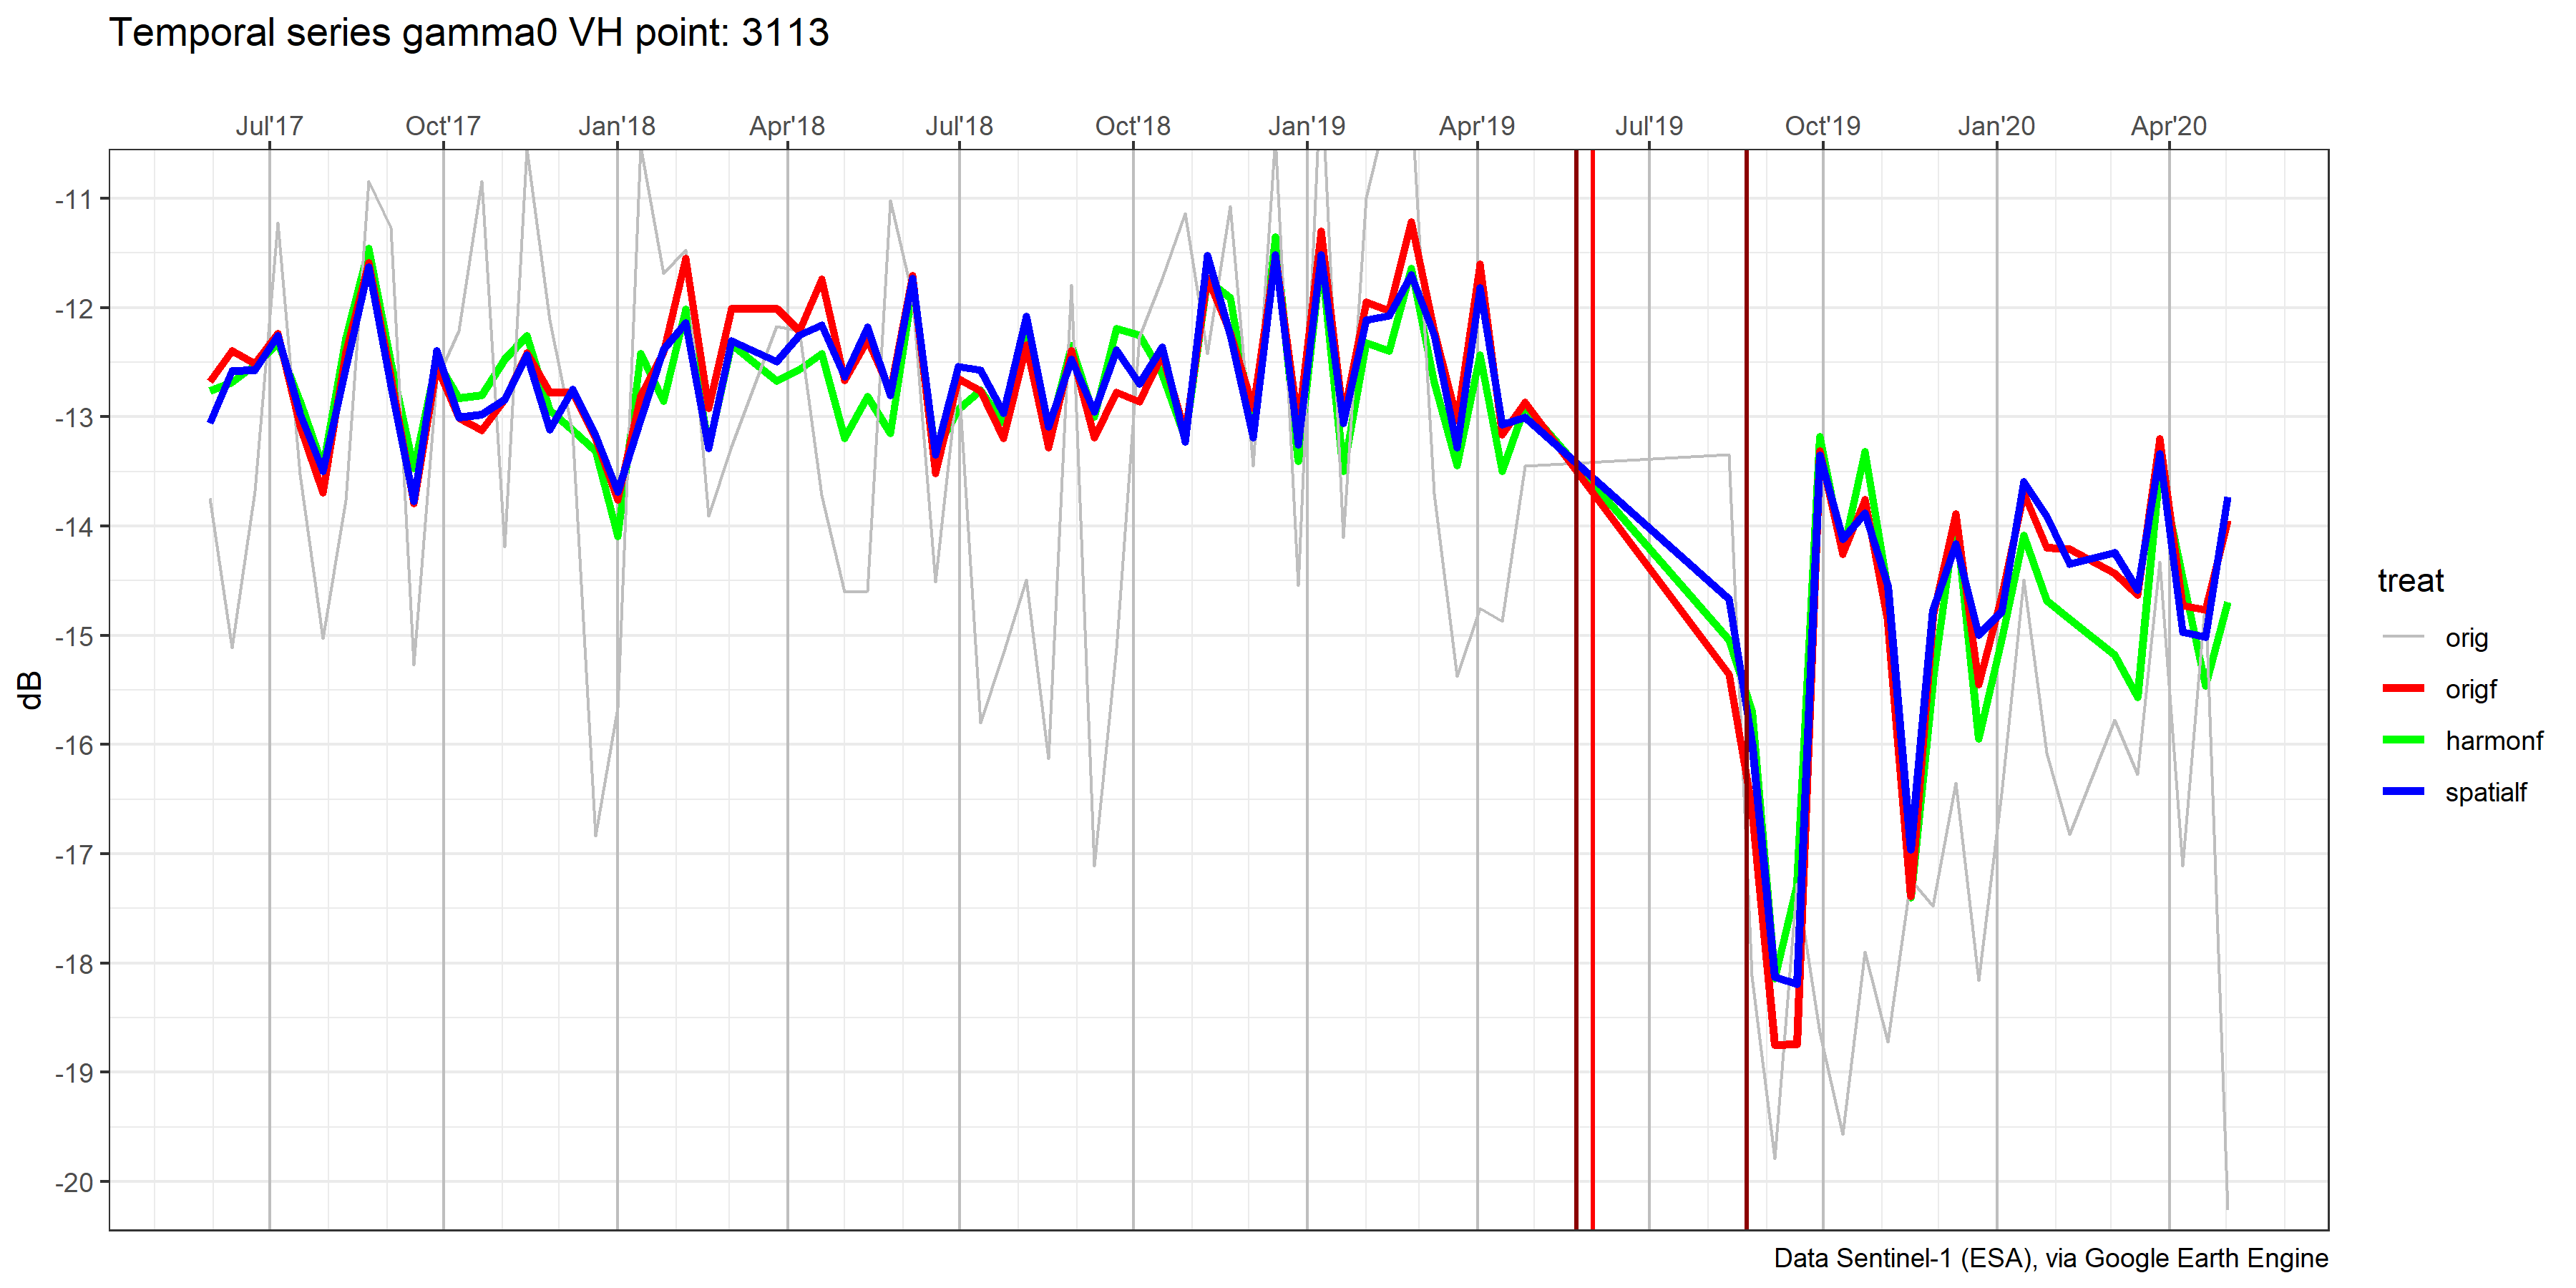 Temporal series gamma0 VH point: 3113
Jul'17 Oct'17 Jan'18 Apr'18 Jul'18 Oct'18 Jan'19 Apr'19 Jul'19 Oct'19 Jan'20 Apr'20
-11
-12
-13
-14
-15
-16
-17
-18
-19
-20
dB
treat
orig
origf
harmonf
spatialf
Data Sentinel-1 (ESA), via Google Earth Engine